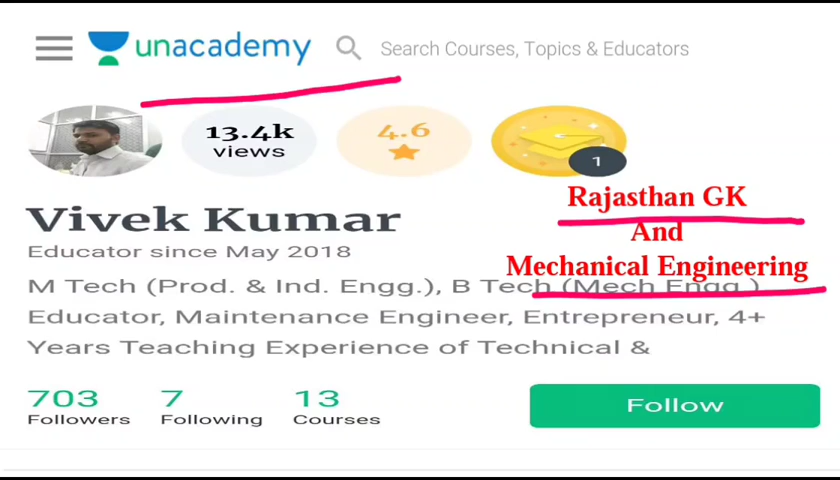 unacademy
Search Courses, Topics & Educators
13.4k
views
4.6
1
Rajasthan GK
And
Mechanical Engineering
Vivek Kumar
Educator since May 2018
M Tech (Prod. & Ind. Engg.), B Tech (Mech Engg.)
Educator, Maintenance Engineer, Entrepreneur, 4+
Years Teaching Experience of Technical &
703 7 13
Followers Following Courses
Follow